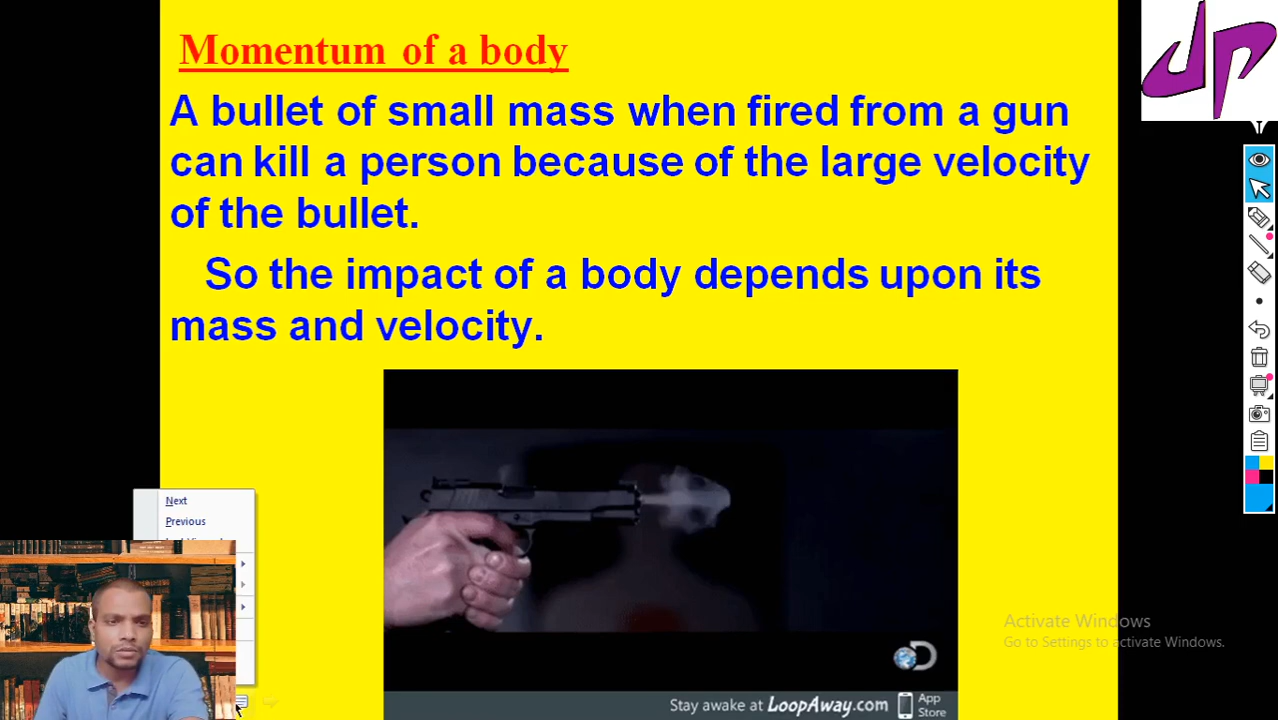 Momentum of a body
A bullet of small mass when fired from a gun
can kill a person because of the large velocity
of the bullet.
So the impact of a body depends upon its
mass and velocity.
Next
Previous
Activate Windows
Go to Settings to activate Windows.
Stay awake at LoopAway.com
App
Store